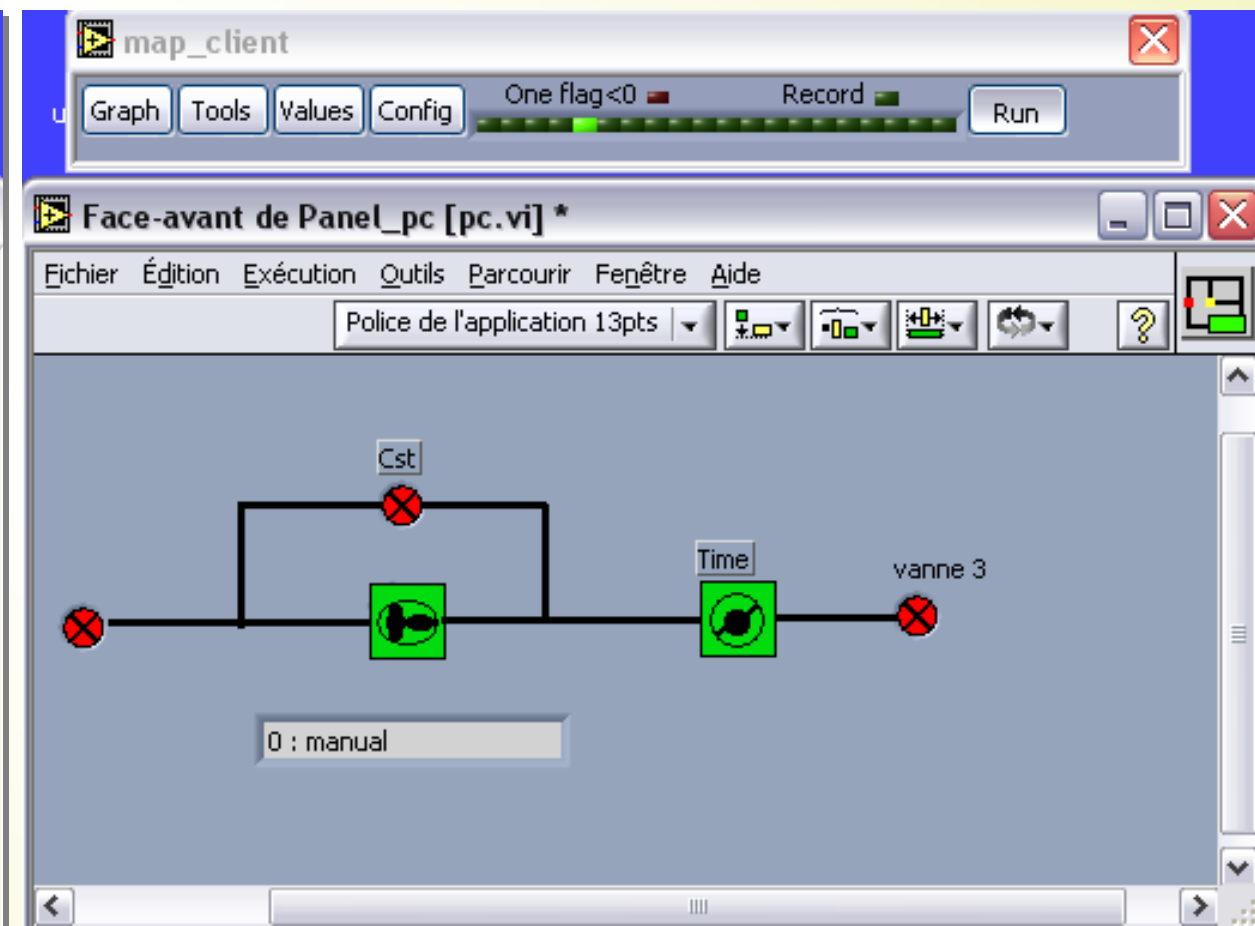 map_client
u
Graph Tools Values Config One flag<0 Record Run
Face-avant de Panel_pc [pc.vi] *
Fichier Édition Exécution Outils Parcourir Fenêtre Aide
Police de l'application 13pts ?
Cst
Time
vanne 3
0 : manual